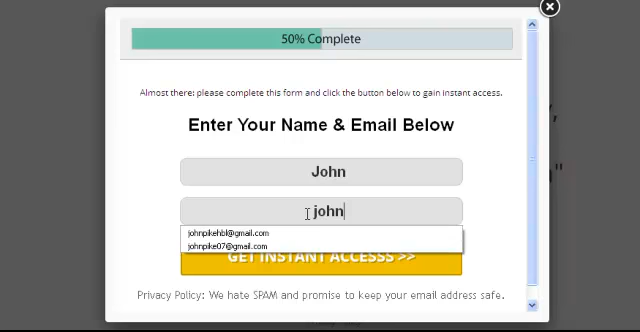 50% Complete
Almost there: please complete this form and click the button below to gain instant access.
Enter Your Name & Email Below
John
john
johnpikehbl@gmail.com
johnpike07@gmail.com
GET INSTANT ACCESSS >>
Privacy Policy: We hate SPAM and promise to keep your email address safe.